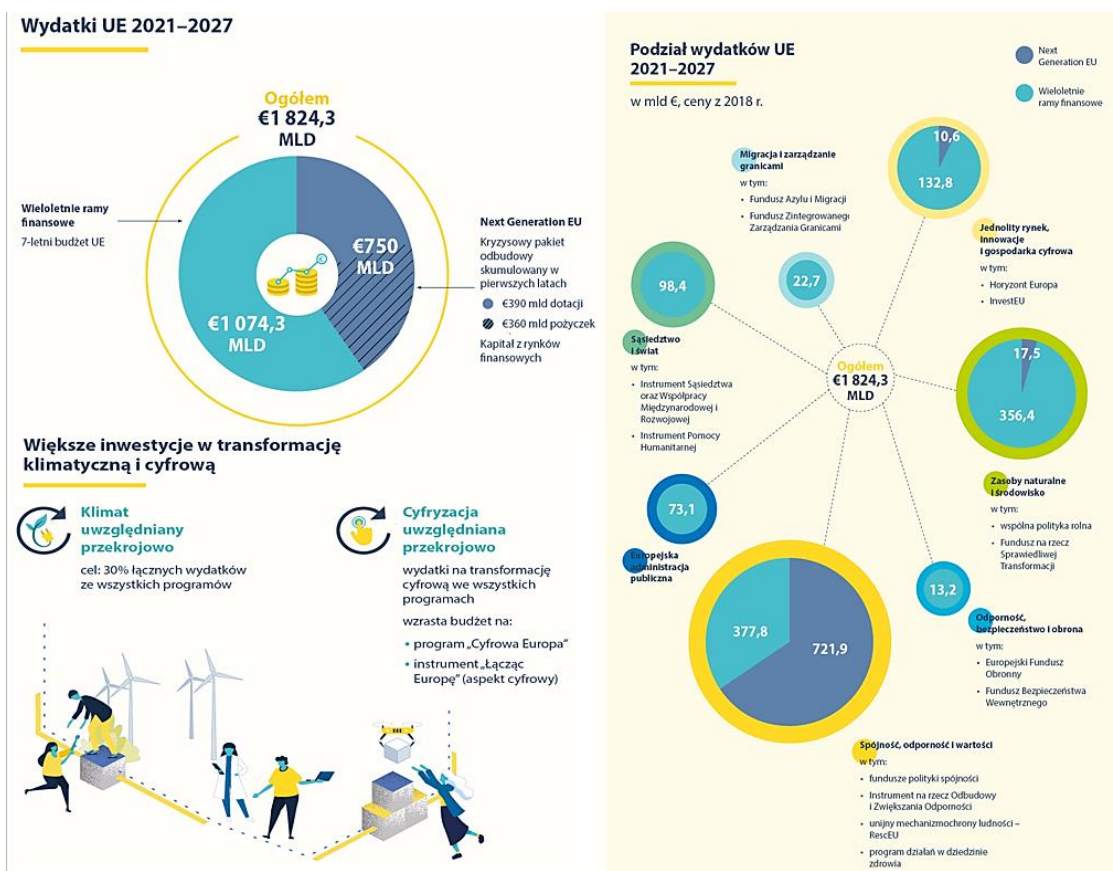 Wydatki UE 2021–2027
Ogółem
€1 824,3
MLD
Wieloletnie ramy
finansowe
7-letni budżet UE
€750
MLD
€1 074,3
MLD
Next Generation EU
Kryzysowy pakiet
odbudowy
skumulowany w
pierwszych latach
€390 mld dotacji
€360 mld pożyczek
Kapitał z rynków
finansowych
Większe inwestycje w transformację
klimatyczną i cyfrową
Klimat
uwzględniany
przekrojowo
cel: 30% łącznych wydatków
ze wszystkich programów
Cyfryzacja
uwzględniana
przekrojowo
wydatki na transformację
cyfrową we wszystkich
programach
wzrasta budżet na:
• program „Cyfrowa Europa"
• instrument „Łącząc
Europę" (aspekt cyfrowy)
Podział wydatków UE
2021–2027
w mld €, ceny z 2018 r.
Next
Generation EU
Wieloletnie
ramy finansowe
Migracja i zarządzanie
granicami
w tym:
• Fundusz Azylu i Migracji
• Fundusz Zintegrowanego
Zarządzania Granicami
22,7
10,6
132,8
Jednolity rynek,
innowacje
i gospodarka cyfrowa
w tym:
• Horyzont Europa
• InvestEU
98,4
Sąsiedztwo
i świat
w tym:
• Instrument Sąsiedztwa
oraz Współpracy
Międzynarodowej i
Rozwojowej
• Instrument Pomocy
Humanitarnej
Ogółem
€1 824,3
MLD
17,5
356,4
Zasoby naturalne
i środowisko
w tym:
• wspólna polityka rolna
• Fundusz na rzecz
Sprawiedliwej
Transformacji
73,1
Europejska
administracja
publiczna
13,2
Odporność,
bezpieczeństwo i obrona
w tym:
• Europejski Fundusz
Obronny
• Fundusz Bezpieczeństwa
Wewnętrznego
377,8
721,9
Spójność, odporność i wartości
w tym:
• fundusze polityki spójności
• Instrument na rzecz Odbudowy
i Zwiększania Odporności
• unijny mechanizmochrony ludności –
RescEU
• program działań w dziedzinie
zdrowia